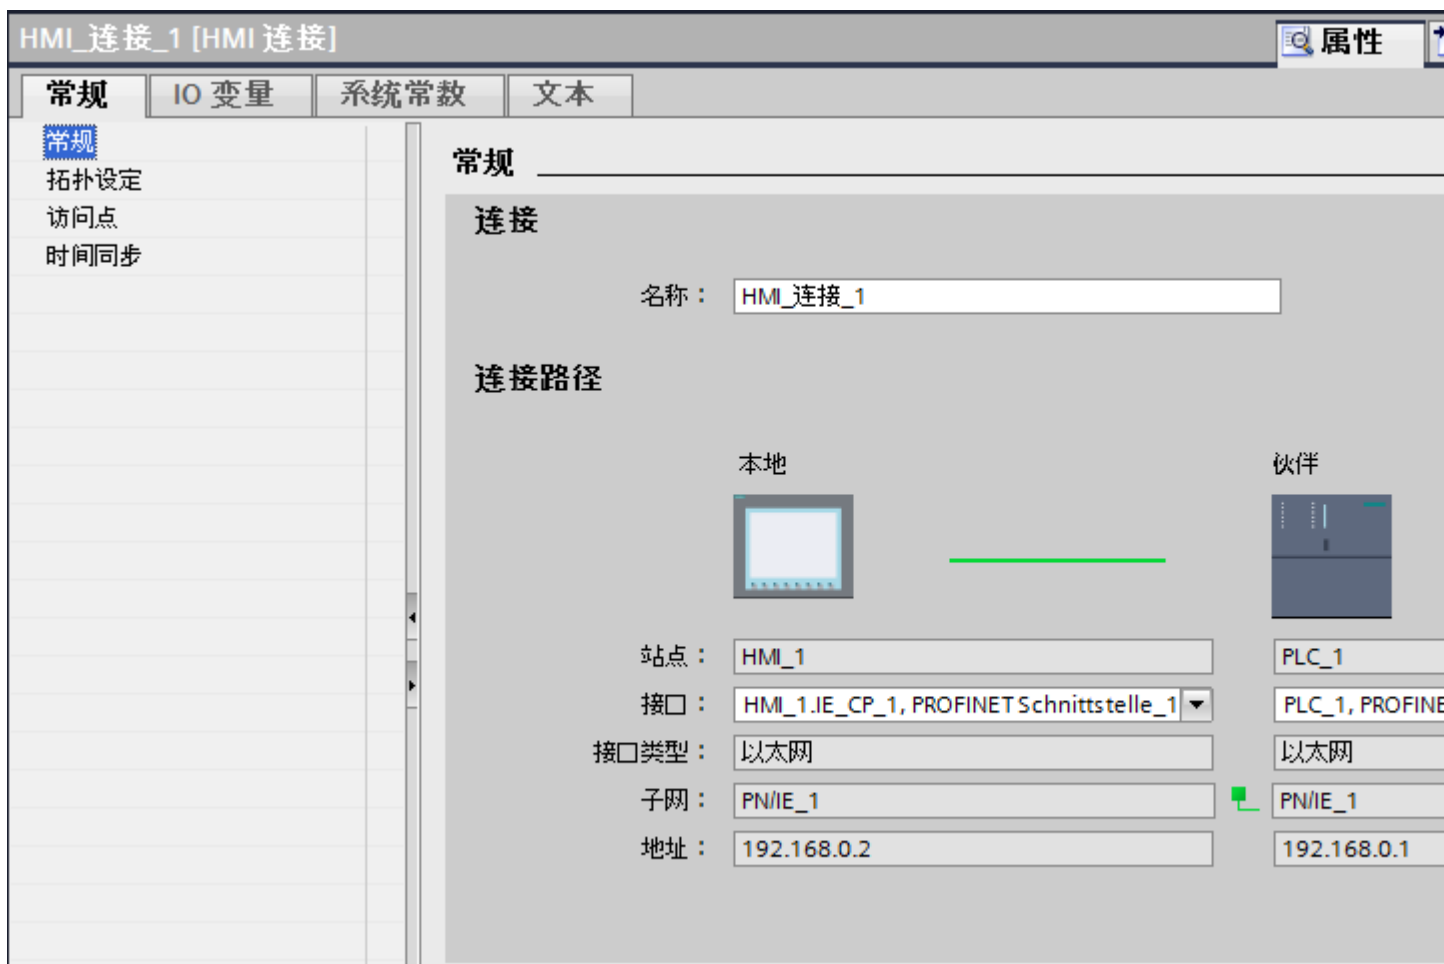 HMI_连接_1 [HMI 连接]
属性
常规 IO 变量 系统常数 文本
常规
拓扑设定
访问点
时间同步
常规
连接
名称： HMI_连接_1
连接路径
本地 伙伴
站点： HMI_1 PLC_1
接口： HMI_1.IE_CP_1, PROFINET Schnittstelle_1 PLC_1, PROFINE
接口类型： 以太网 以太网
子网： PN/IE_1 PN/IE_1
地址： 192.168.0.2 192.168.0.1